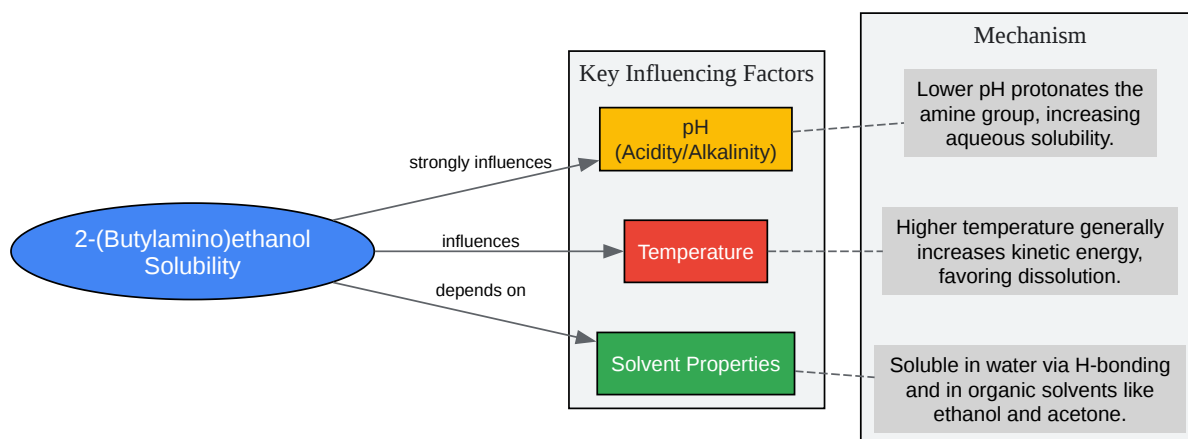 Mechanism
Key Influencing Factors
Lower pH protonates the
amine group, increasing
aqueous solubility.
pH
(Acidity/Alkalinity)
strongly influences
2-(Butylamino)ethanol
Solubility
influences
Temperature
Higher temperature generally
increases kinetic energy,
favoring dissolution.
depends on
Solvent Properties
Soluble in water via H-bonding
and in organic solvents like
ethanol and acetone.